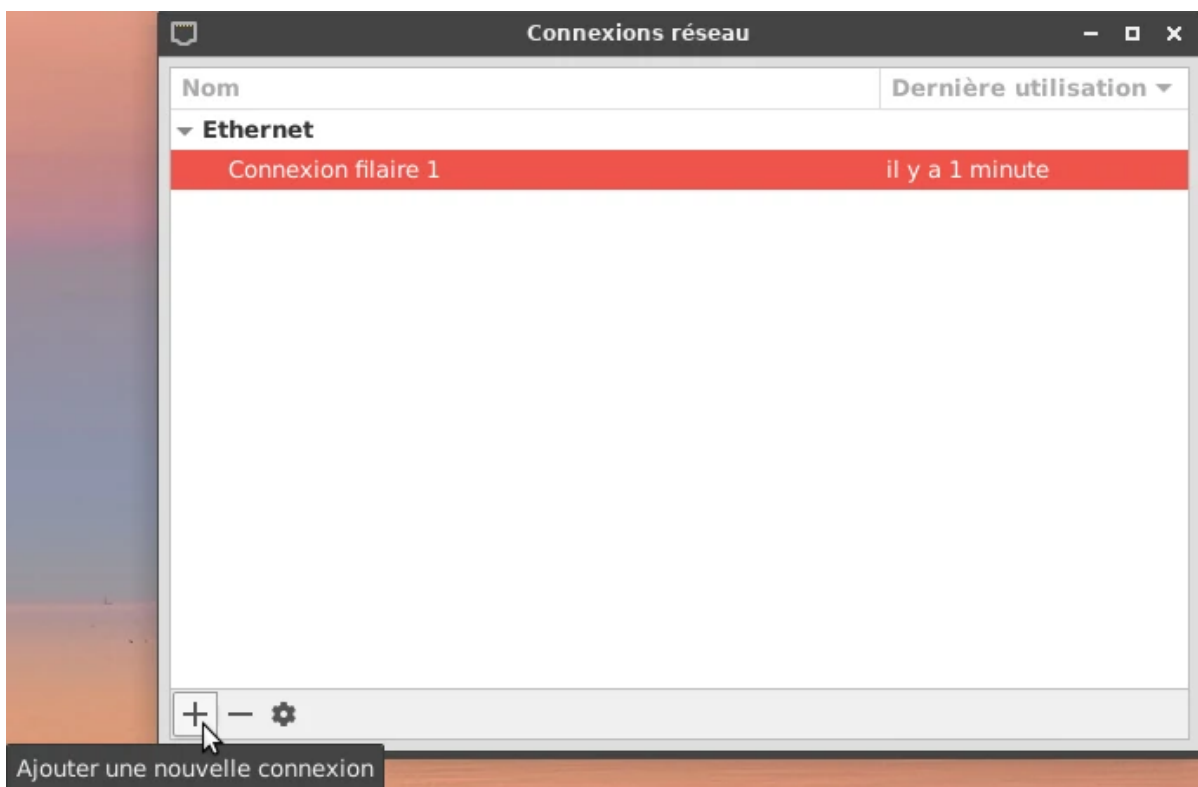 Connexions réseau
Nom Dernière utilisation
Ethernet
Connexion filaire 1 il y a 1 minute
Ajouter une nouvelle connexion